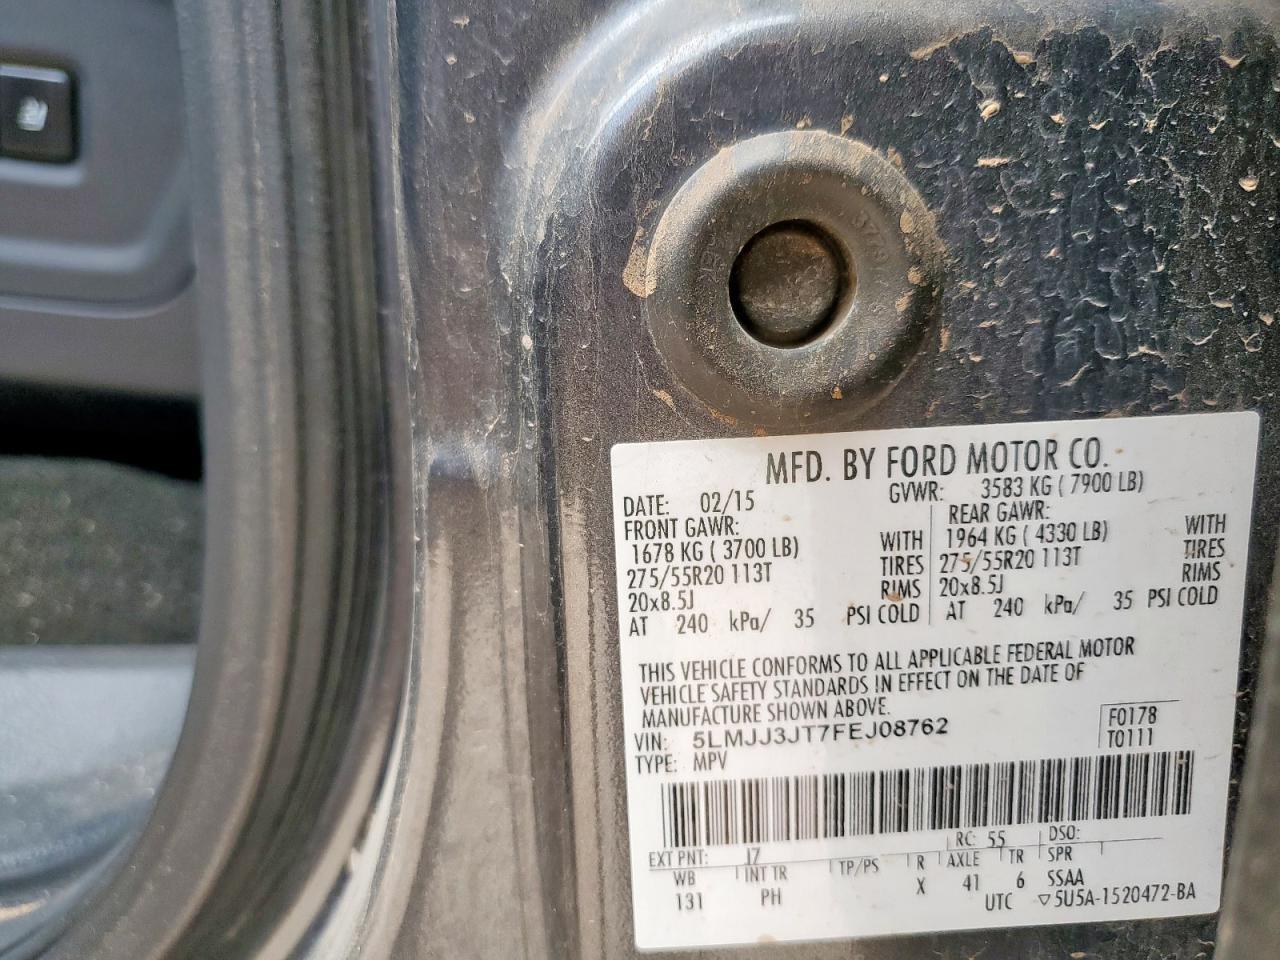 3779
MFD. BY FORD MOTOR CO.
DATE: 02/15 GVWR: 3583 KG ( 7900 LB)
FRONT GAWR: REAR GAWR:
1678 KG ( 3700 LB) WITH 1964 KG ( 4330 LB) WITH
275/55R20 113T TIRES 275/55R20 113T TIRES
20x8.5J RIMS 20x8.5J RIMS
AT 240 kPa/ 35 PSI COLD AT 240 kPa/ 35 PSI COLD
THIS VEHICLE CONFORMS TO ALL APPLICABLE FEDERAL MOTOR
VEHICLE SAFETY STANDARDS IN EFFECT ON THE DATE OF
MANUFACTURE SHOWN ABOVE.
VIN: 5LMJJ3JT7FEJ08762 F0178
TYPE: MPV T0111
RC: 55 DSO:
EXT PNT: J7 R AXLE TR SPR
WB INT TR TP/PS X 41 6 SSAA
131 PH UTC ▽5U5A-1520472-BA